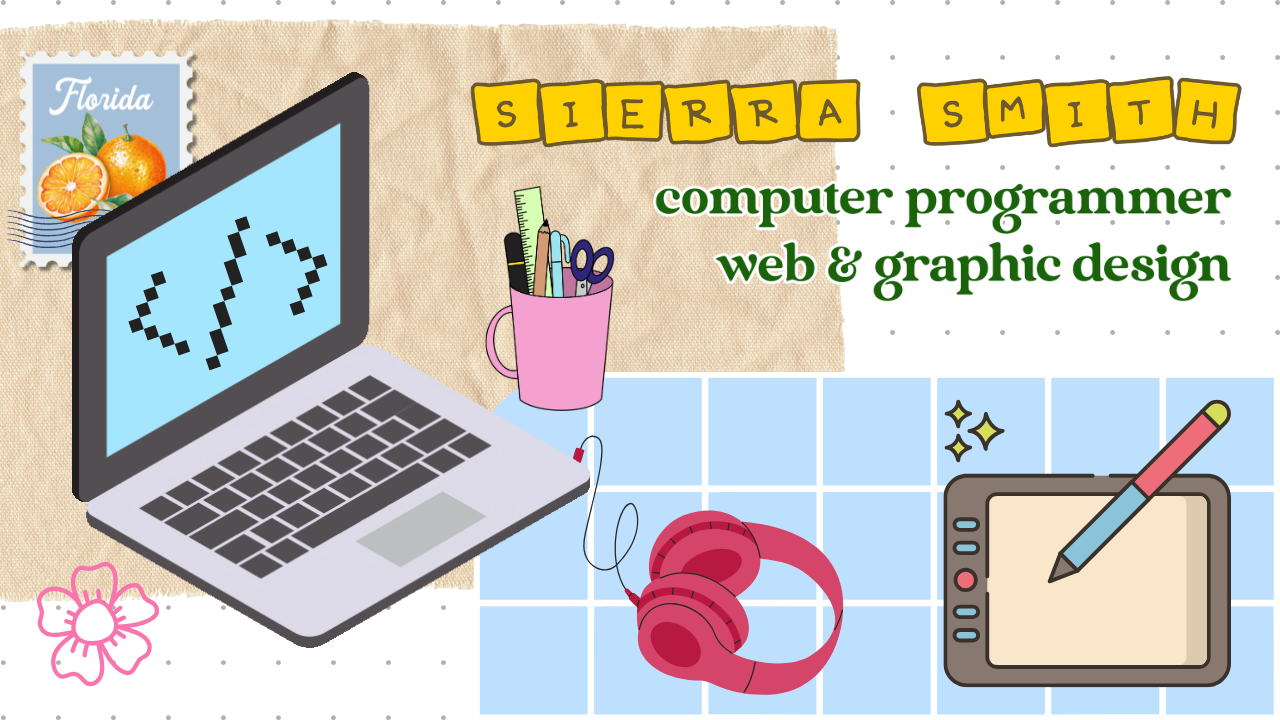 Florida
SIERRA SMITH
computer programmer
web & graphic design
</>